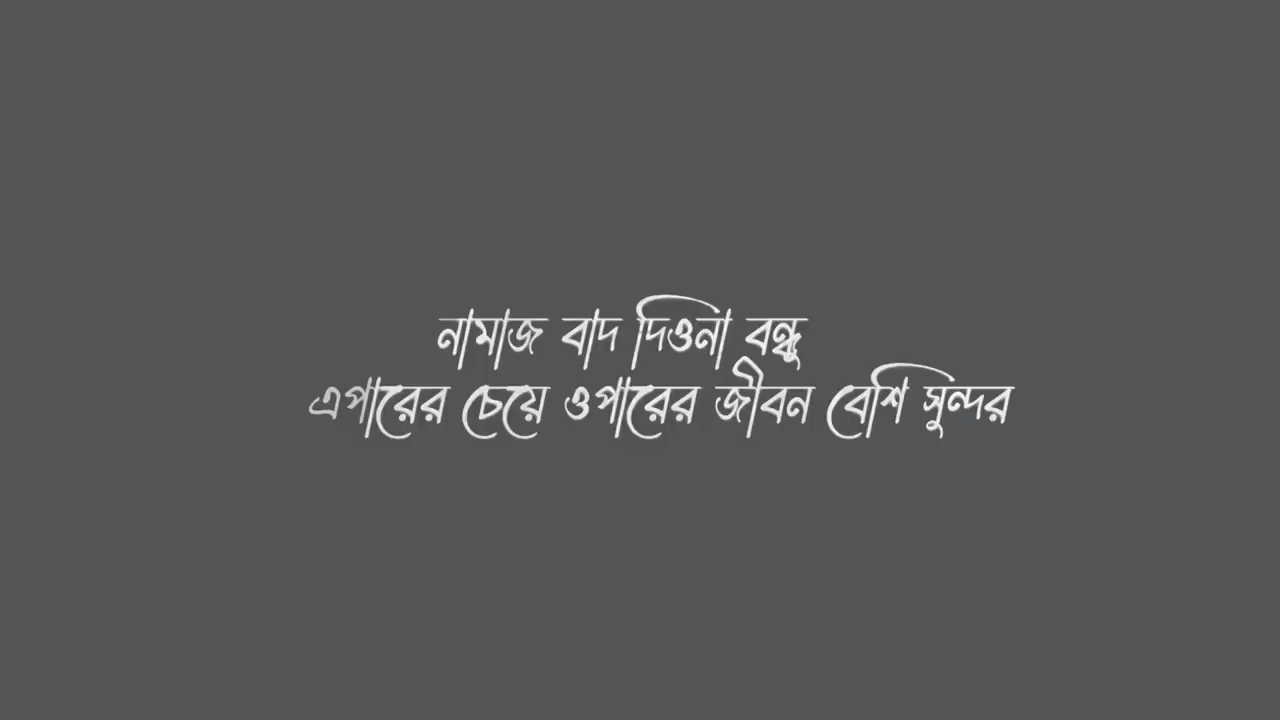 নামাজ বাদ দিওনা বন্ধু
এপারের চেয়ে ওপারের জীবন বেশি সুন্দর